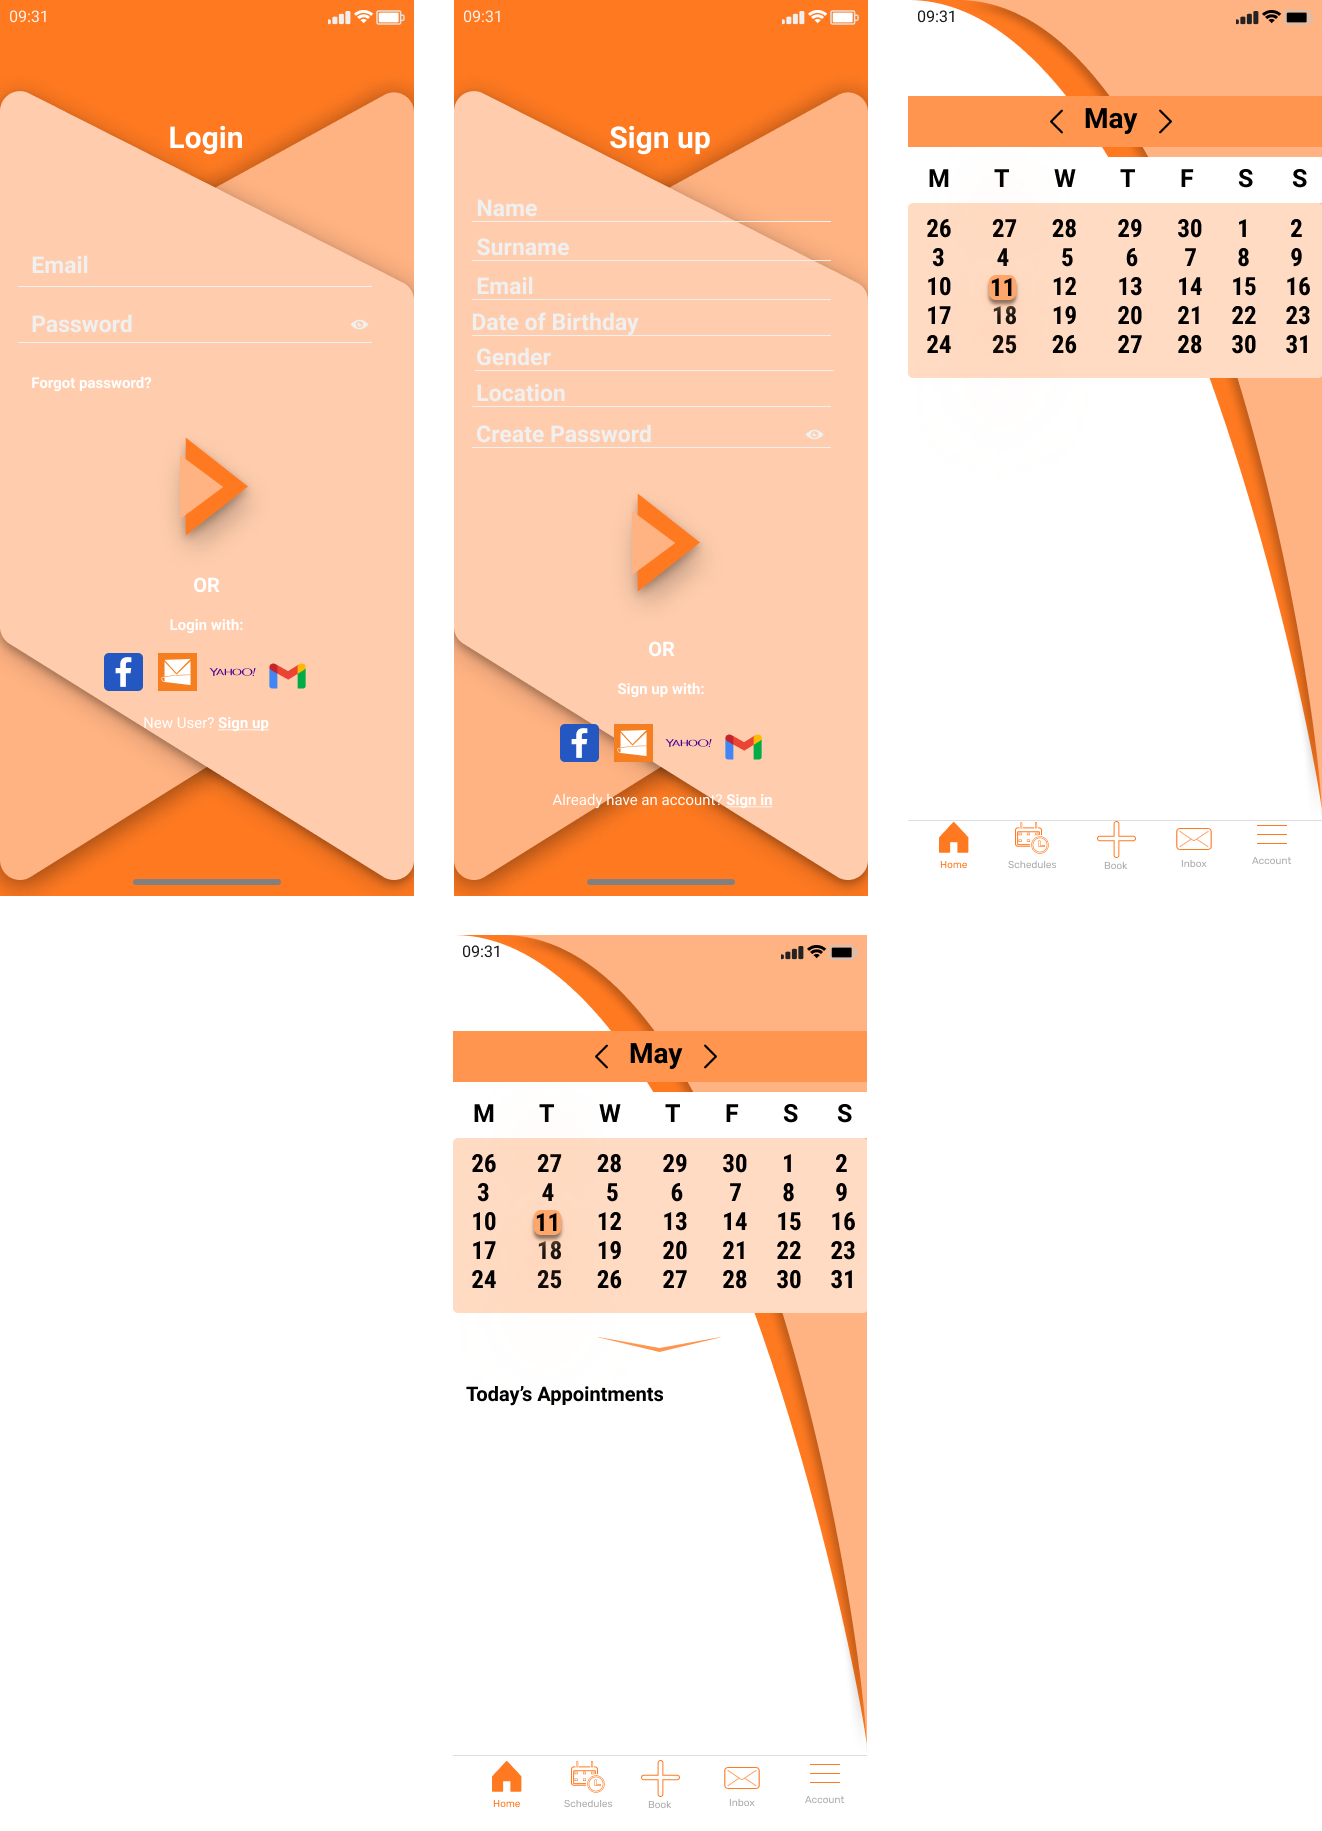 09:31
Login
Email
Password
Forgot password?
OR
Login with:
YAHOO!
New User? Sign up
09:31
Sign up
Name
Surname
Email
Date of Birthday
Gender
Location
Create Password
OR
Sign up with:
YAHOO!
Already have an account? Sign in
09:31
May
M T W T F S S
26 27 28 29 30 1 2
3 4 5 6 7 8 9
10 11 12 13 14 15 16
17 18 19 20 21 22 23
24 25 26 27 28 30 31
Home Schedules Book Inbox Account
09:31
May
M T W T F S S
26 27 28 29 30 1 2
3 4 5 6 7 8 9
10 11 12 13 14 15 16
17 18 19 20 21 22 23
24 25 26 27 28 30 31
Today's Appointments
Home Schedules Book Inbox Account